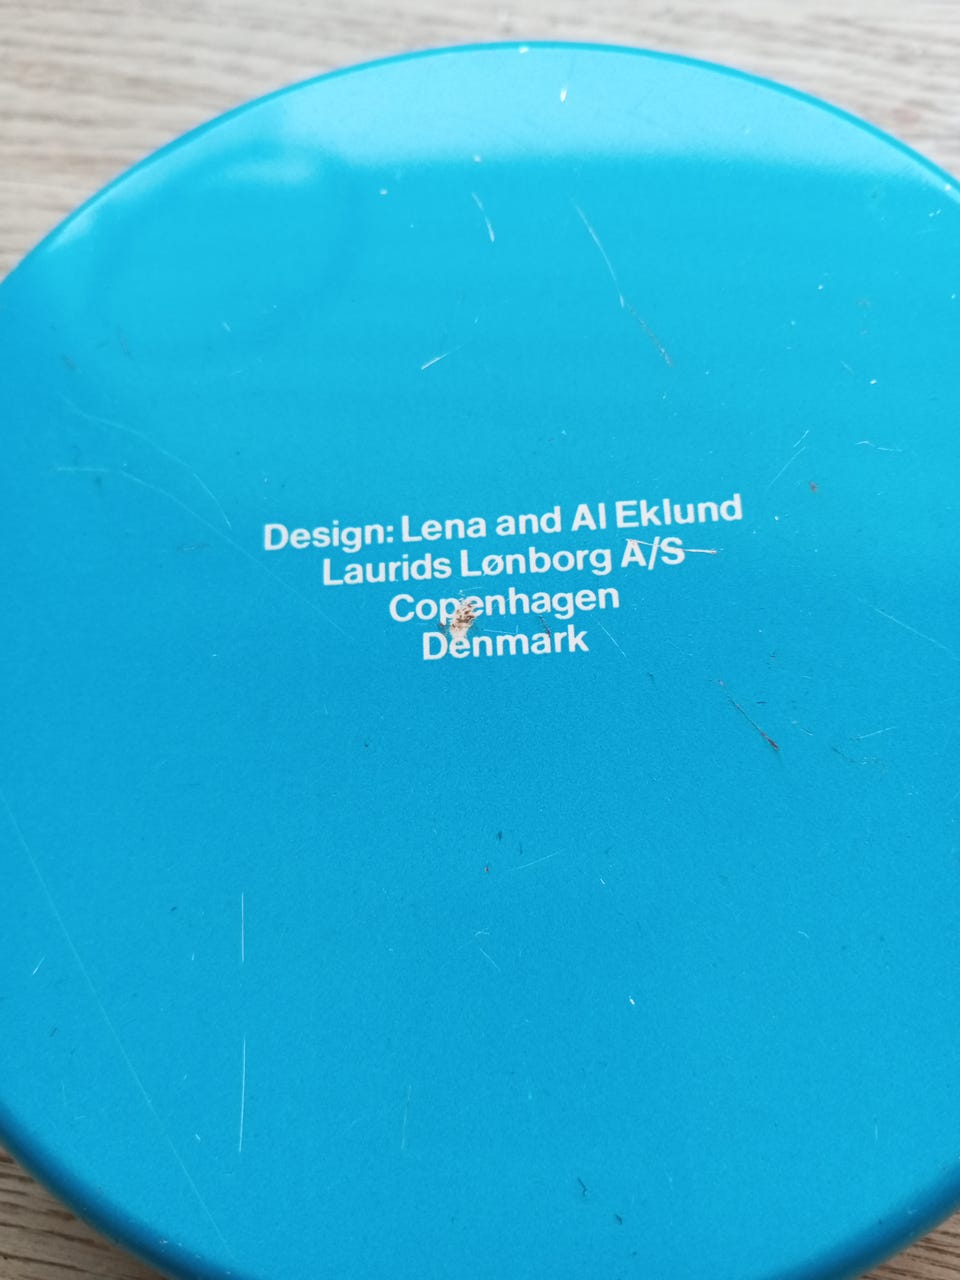 Design: Lena and Al Eklund
Laurids Lønborg A/S
Copenhagen
Denmark